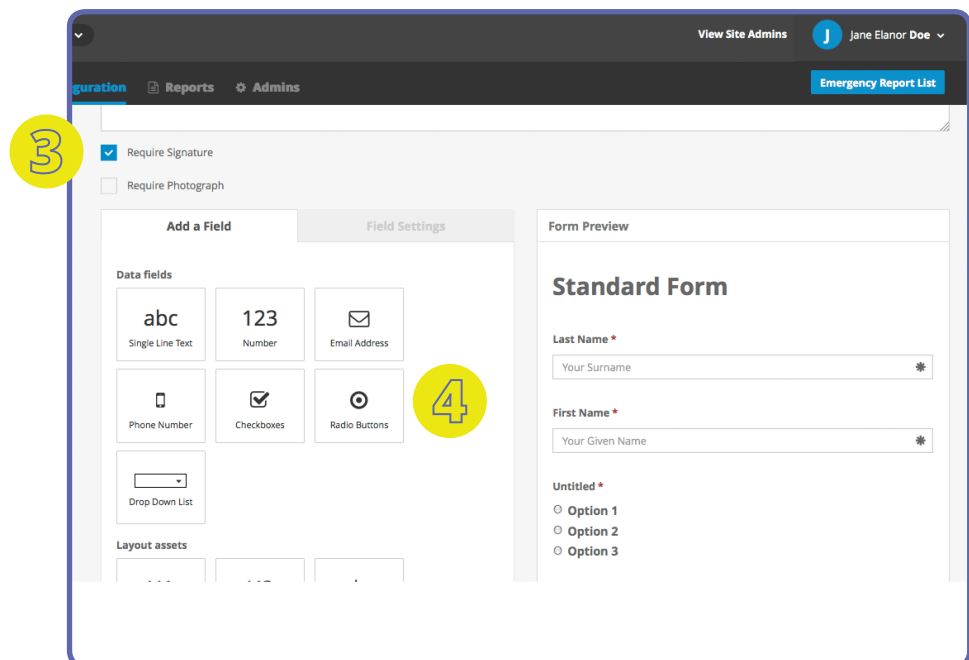 View Site Admins
J
Jane Elanor Doe
guration
Reports
Admins
Emergency Report List
3
Require Signature
Require Photograph
Add a Field
Field Settings
Form Preview
Data fields
Standard Form
abc
123
Single Line Text
Number
Email Address
Last Name *
Your Surname
4
Phone Number
Checkboxes
Radio Buttons
First Name *
Your Given Name
Drop Down List
Untitled *
Option 1
Option 2
Option 3
Layout assets